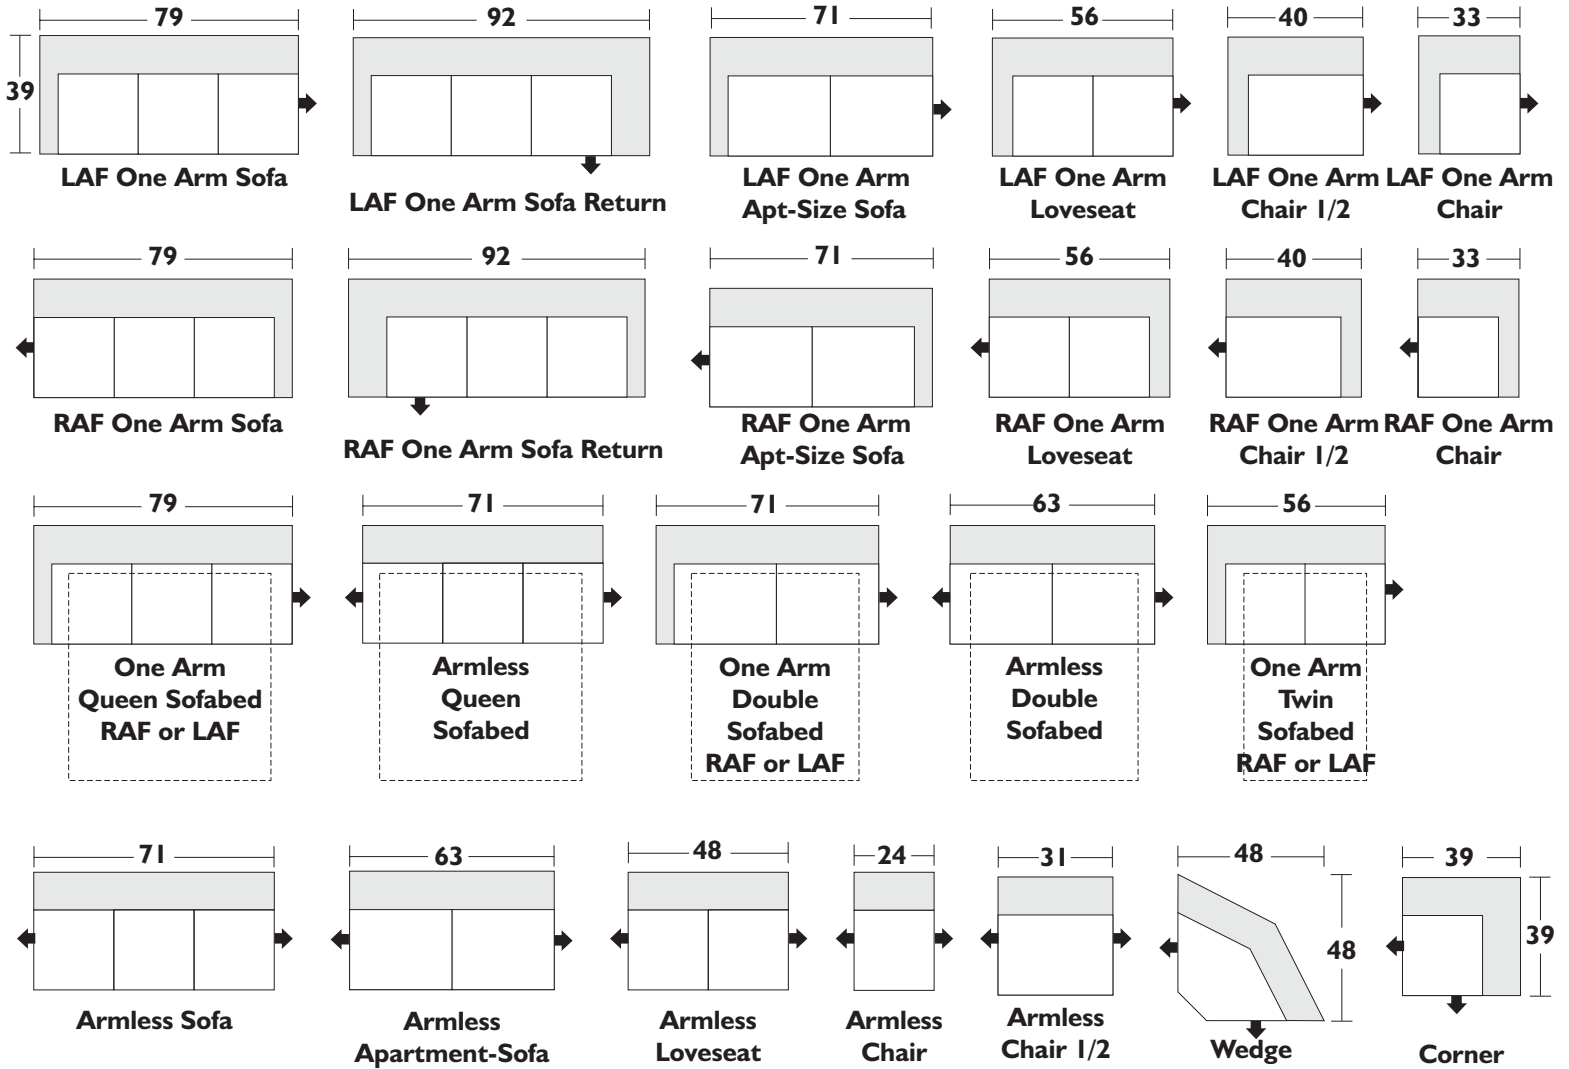 79
92
71
56
40
33
39
LAF One Arm Sofa
LAF One Arm Sofa Return
LAF One Arm
Apt-Size Sofa
LAF One Arm
Loveseat
LAF One Arm
Chair 1/2
LAF One Arm
Chair
79
92
71
56
40
33
RAF One Arm Sofa
RAF One Arm Sofa Return
RAF One Arm
Apt-Size Sofa
RAF One Arm
Loveseat
RAF One Arm
Chair 1/2
RAF One Arm
Chair
79
71
71
63
56
One Arm
Queen Sofabed
RAF or LAF
Armless
Queen
Sofabed
One Arm
Double
Sofabed
RAF or LAF
Armless
Double
Sofabed
One Arm
Twin
Sofabed
RAF or LAF
71
63
48
24
31
48
39
48
39
Armless Sofa
Armless
Apartment-Sofa
Armless
Loveseat
Armless
Chair
Armless
Chair 1/2
Wedge
Corner